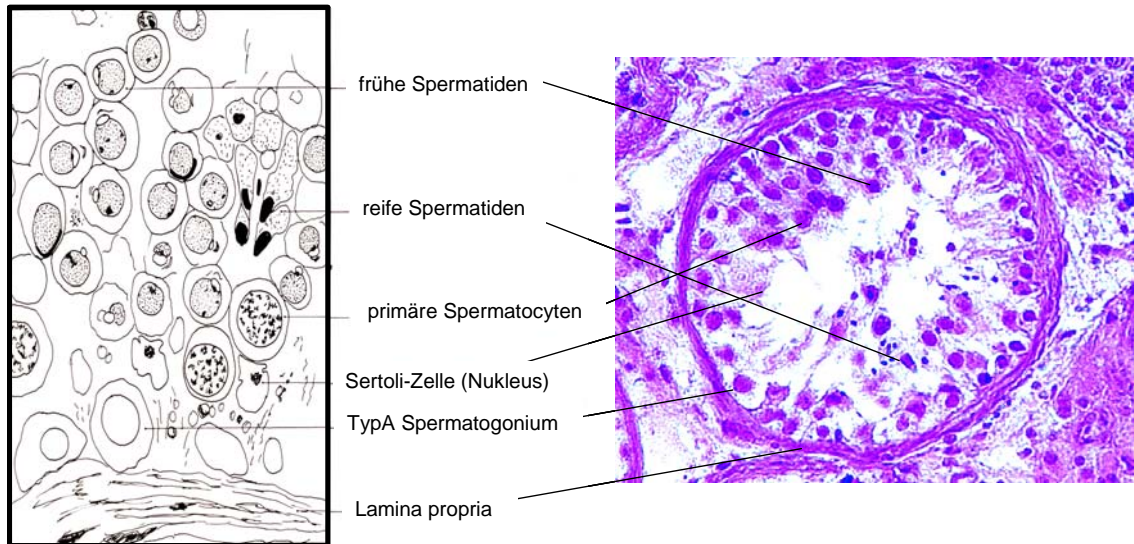 frühe Spermatiden
reife Spermatiden
primäre Spermatocyten
Sertoli-Zelle (Nukleus)
TypA Spermatogonium
Lamina propria